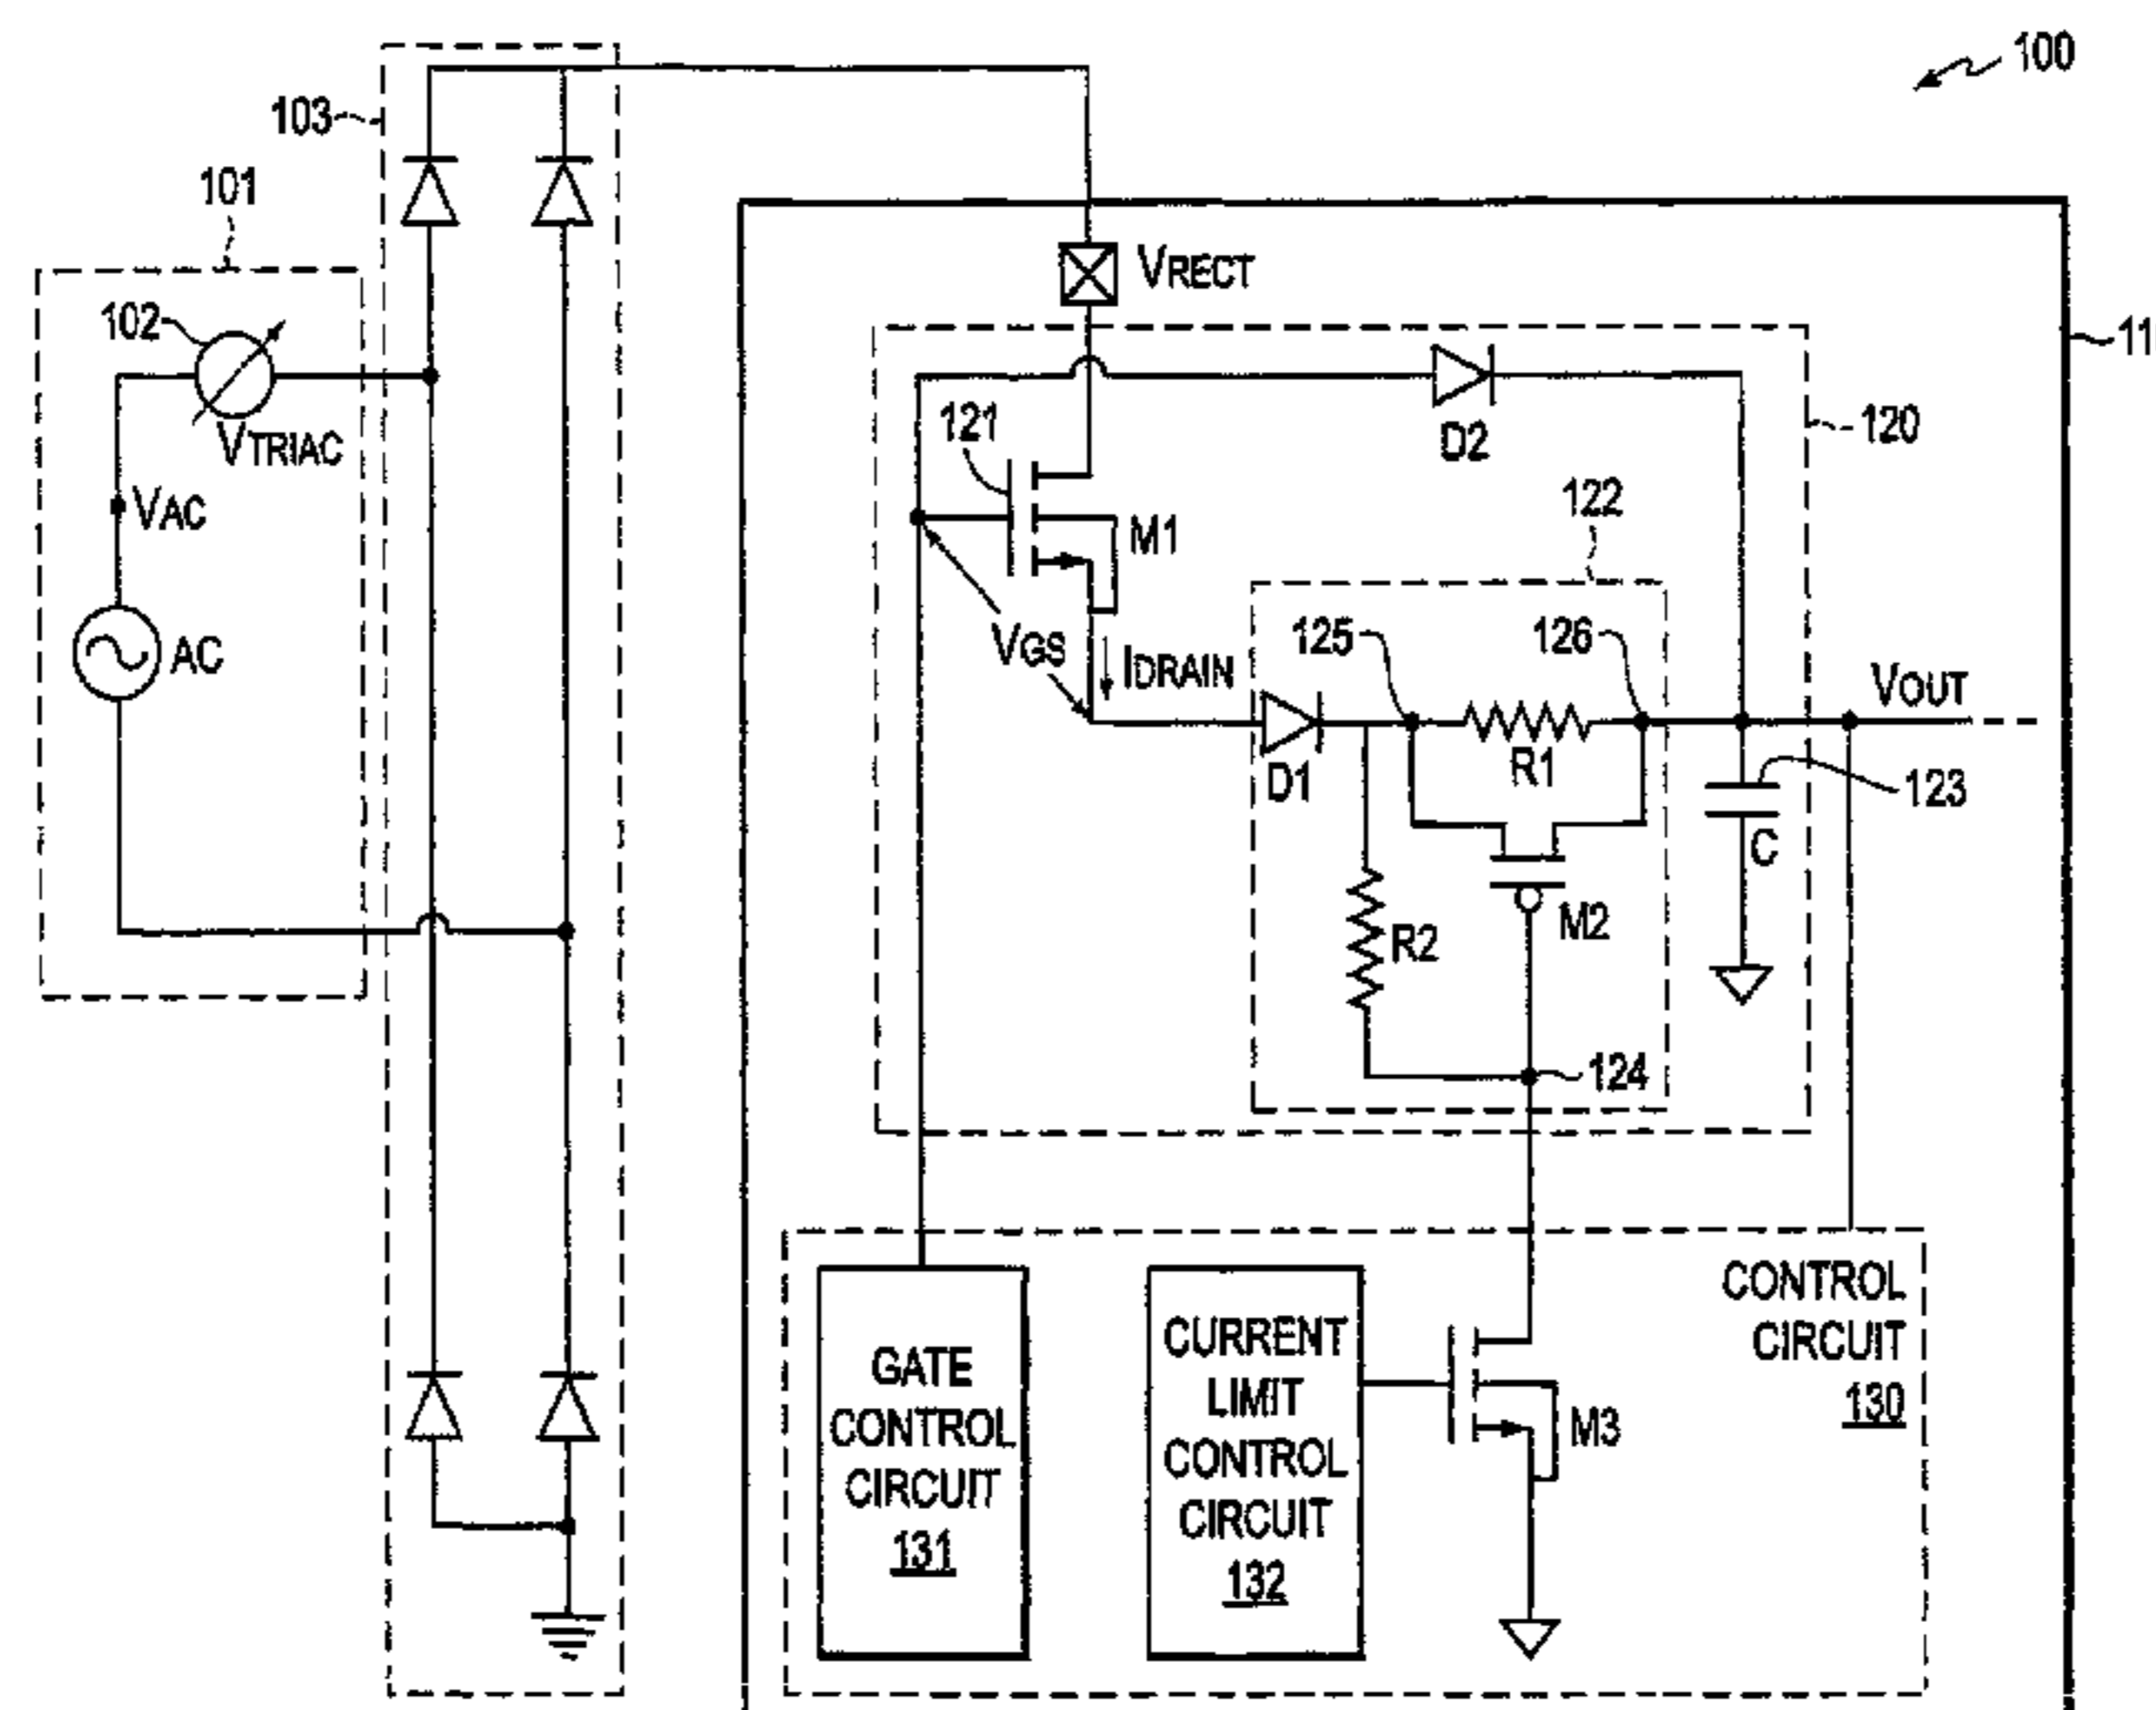 100
103
101
102
VTRIAC
VAC
AC
VRECT
11
120
D2
121
M1
122
VGS
IDRAIN
125
126
VOUT
D1
R1
123
C
R2
M2
124
CONTROL
CIRCUIT
130
GATE
CONTROL
CIRCUIT
131
CURRENT
LIMIT
CONTROL
CIRCUIT
132
M3